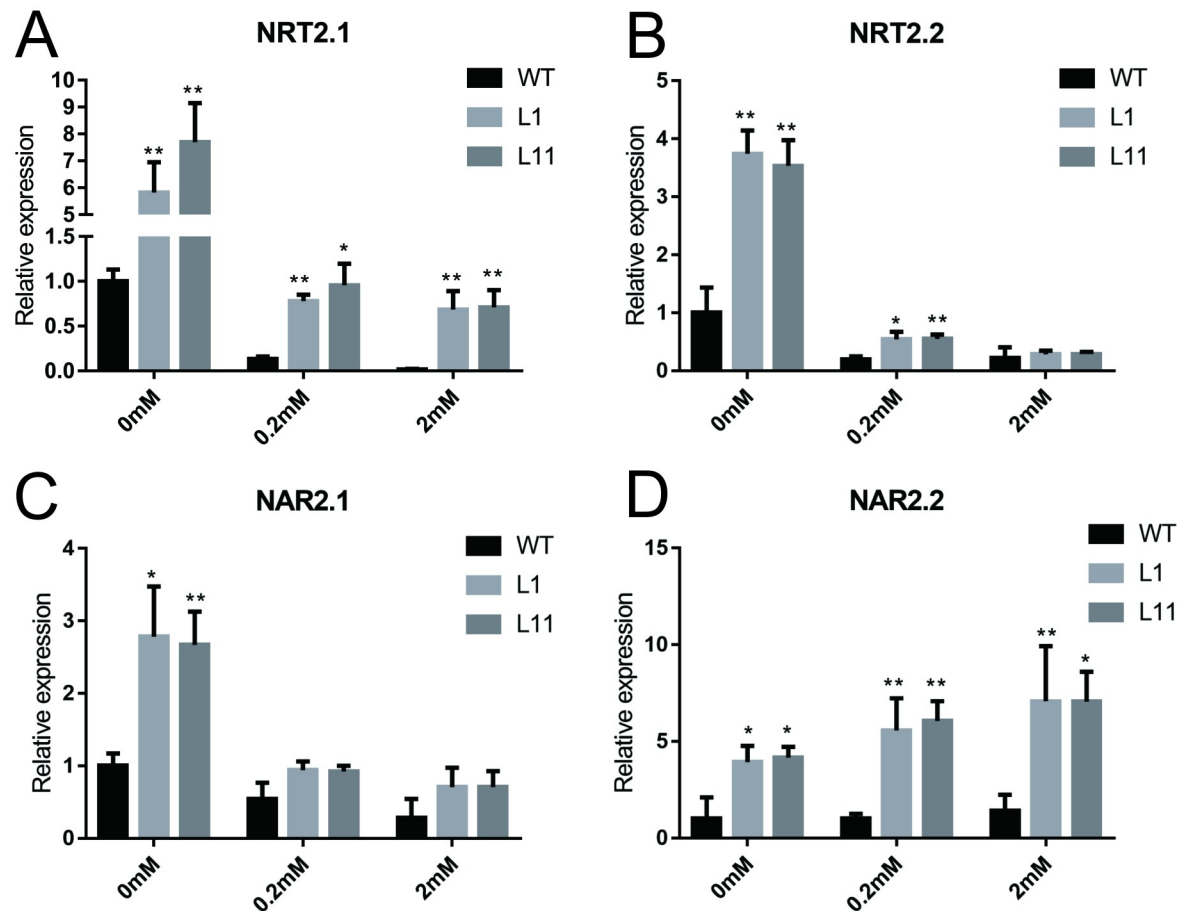 A
NRT2.1
WT
L1
L11
Relative expression
10
9
8
7
6
5
1.5
1.0
0.5
0.0
** **
** *
** **
0mM 0.2mM 2mM
B
NRT2.2
WT
L1
L11
Relative expression
5
4
3
2
1
0
** **
* **
0mM 0.2mM 2mM
C
NAR2.1
WT
L1
L11
Relative expression
4
3
2
1
0
* **
0mM 0.2mM 2mM
D
NAR2.2
WT
L1
L11
Relative expression
15
10
5
0
* *
** **
** *
0mM 0.2mM 2mM